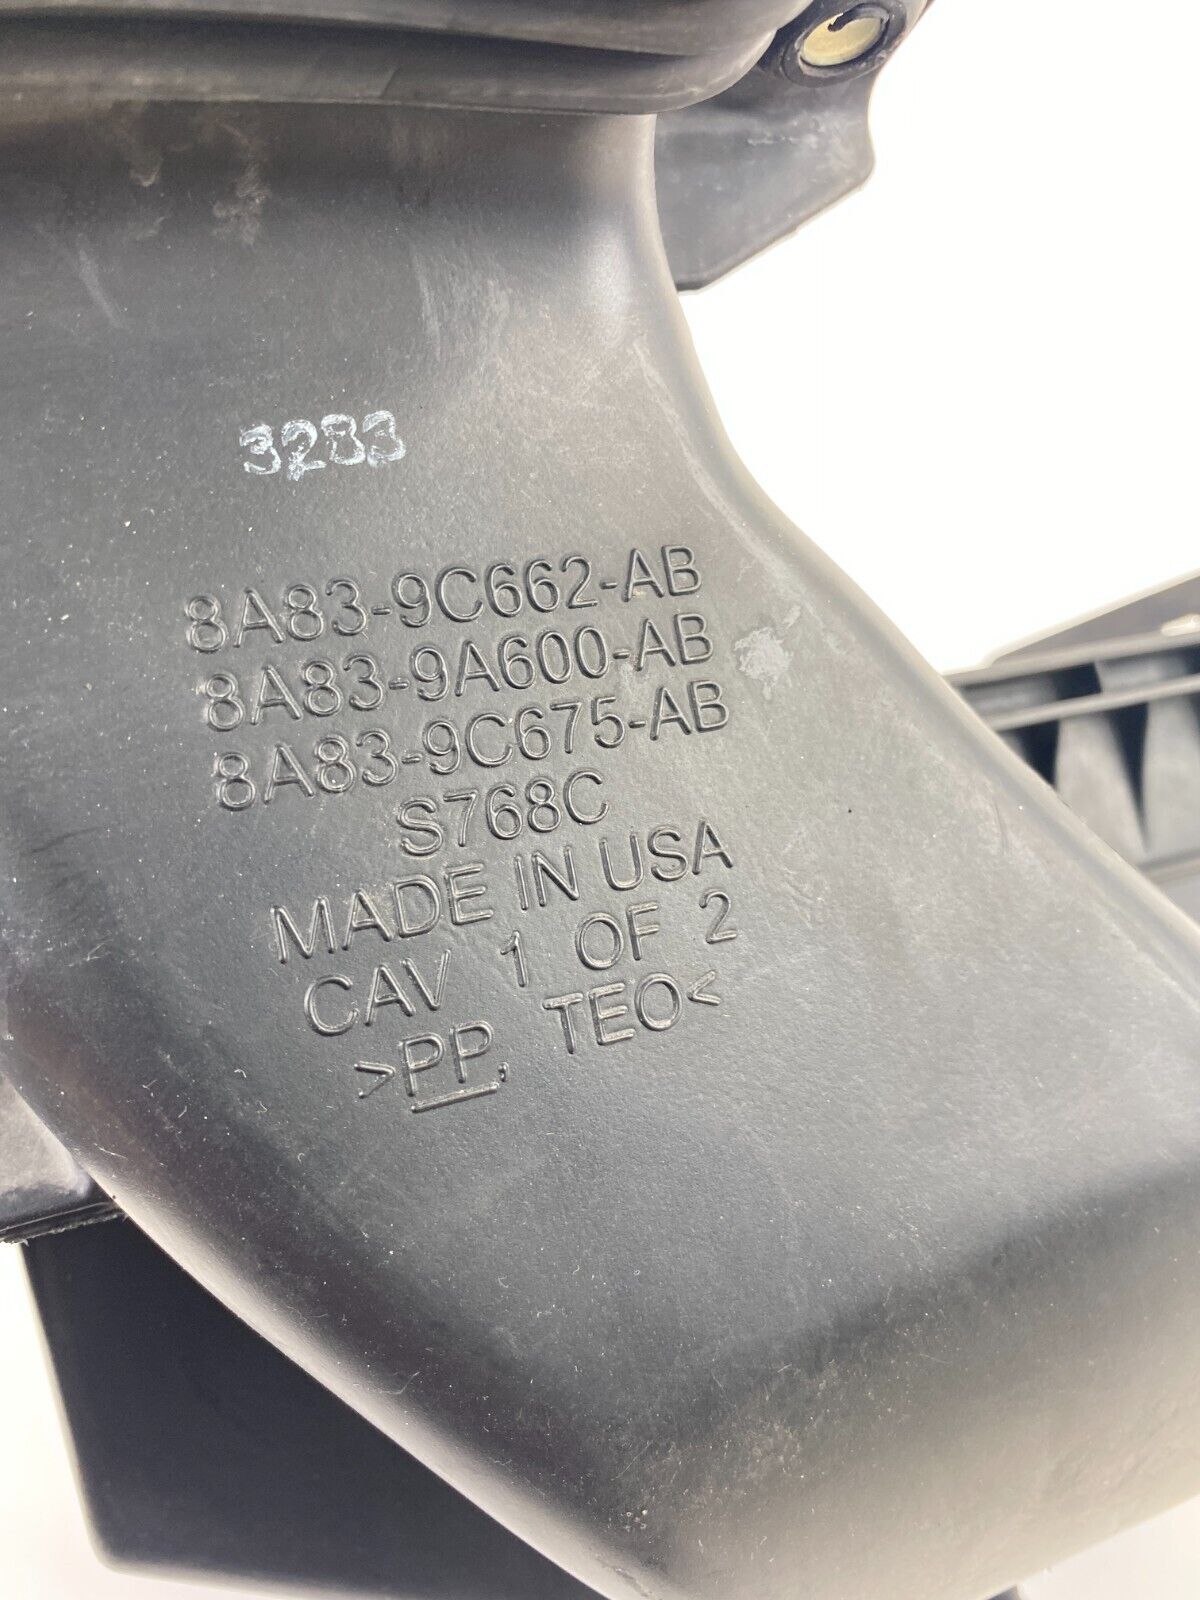 3283
8A83-9C662-AB
8A83-9A600-AB
8A83-9C675-AB
S768C
MADE IN USA
CAV 1 OF 2
>PP, TEO<